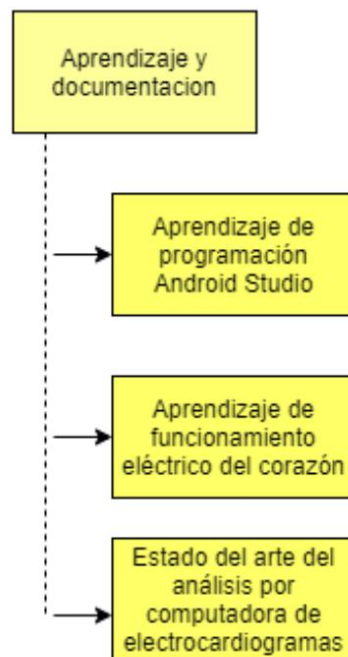 Aprendizaje y
documentacion
Aprendizaje de
programación
Android Studio
Aprendizaje de
funcionamiento
eléctrico del corazón
Estado del arte del
análisis por
computadora de
electrocardiogramas